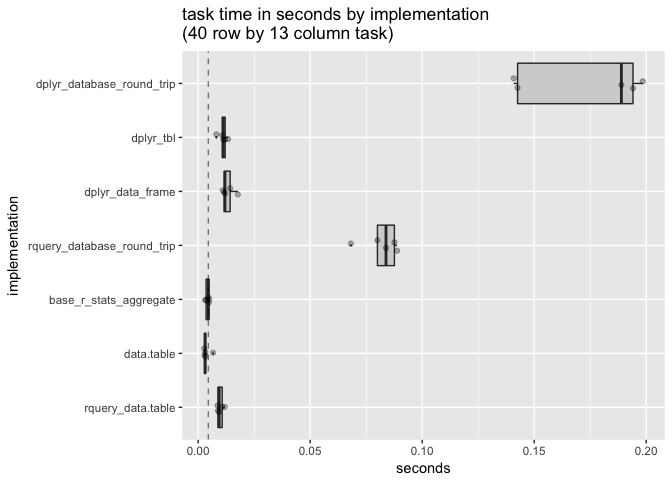 task time in seconds by implementation
(40 row by 13 column task)
implementation
dplyr_database_round_trip
dplyr_tbl
dplyr_data_frame
rquery_database_round_trip
base_r_stats_aggregate
data.table
rquery_data.table
0.00 0.05 0.10 0.15 0.20
seconds